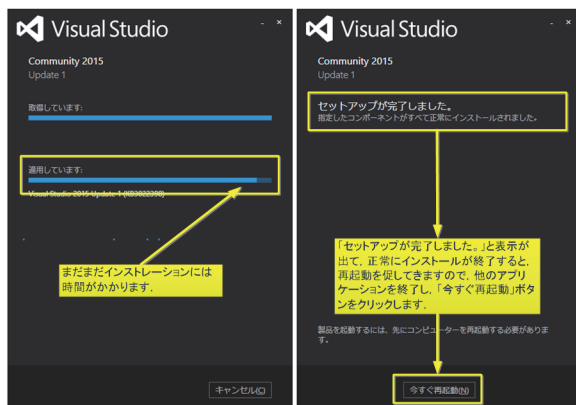 Visual Studio
Community 2015
Update 1
取得しています:
適用しています:
Visual Studio 2015 Update 1 (KB3022398)
まだまだインストレーションには
時間がかかります.
キャンセル(C)
Visual Studio
Community 2015
Update 1
セットアップが完了しました。
指定したコンポーネントがすべて正常にインストールされました。
「セットアップが完了しました。」と表示が
出て, 正常にインストールが終了すると,
再起動を促してきますので, 他のアプリ
ケーションを終了し, 「今すぐ再起動」ボタ
ンをクリックします.
製品を起動するには、先にコンピューターを再起動する必要がありま
す。
今すぐ再起動(N)